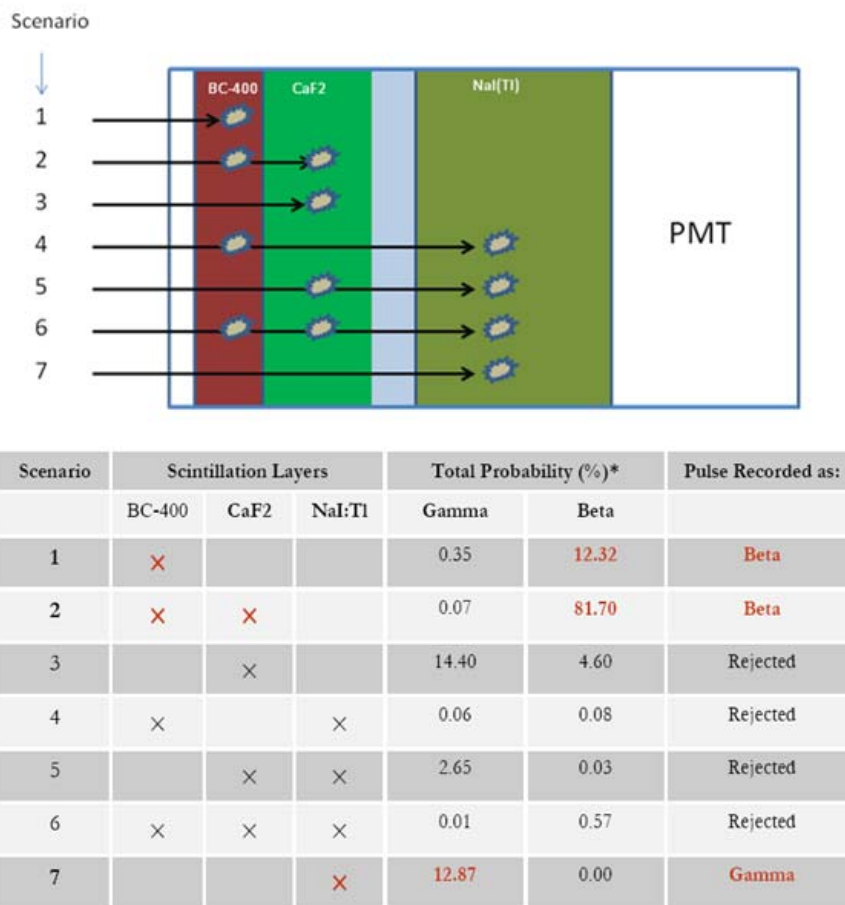 Scenario
BC-400 CaF2 NaI(Tl)
1
2
3
4
5
6
7
PMT
Scenario Scintillation Layers Total Probability (%)* Pulse Recorded as:
BC-400 CaF2 NaI:Tl Gamma Beta
1 × 0.35 12.32 Beta
2 × × 0.07 81.70 Beta
3 × 14.40 4.60 Rejected
4 × × 0.06 0.08 Rejected
5 × × 2.65 0.03 Rejected
6 × × × 0.01 0.57 Rejected
7 × 12.87 0.00 Gamma